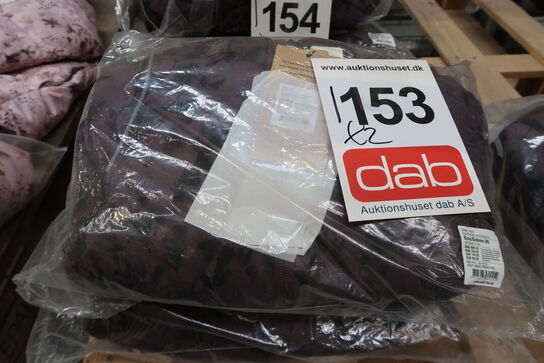 154
www.auktionshuset.dk
153
x2
dab
Auktionshuset dab A/S